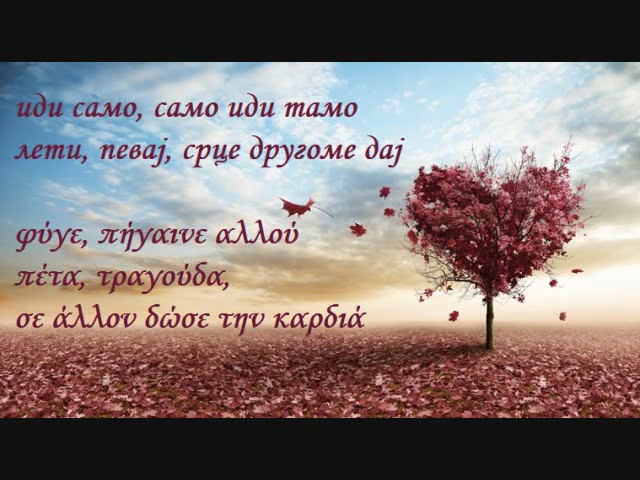 иди само, само иди тамо
лети, певај, срце другоме дај
φύγε, πήγαινε αλλού
πέτα, τραγούδα,
σε άλλον δώσε την καρδιά